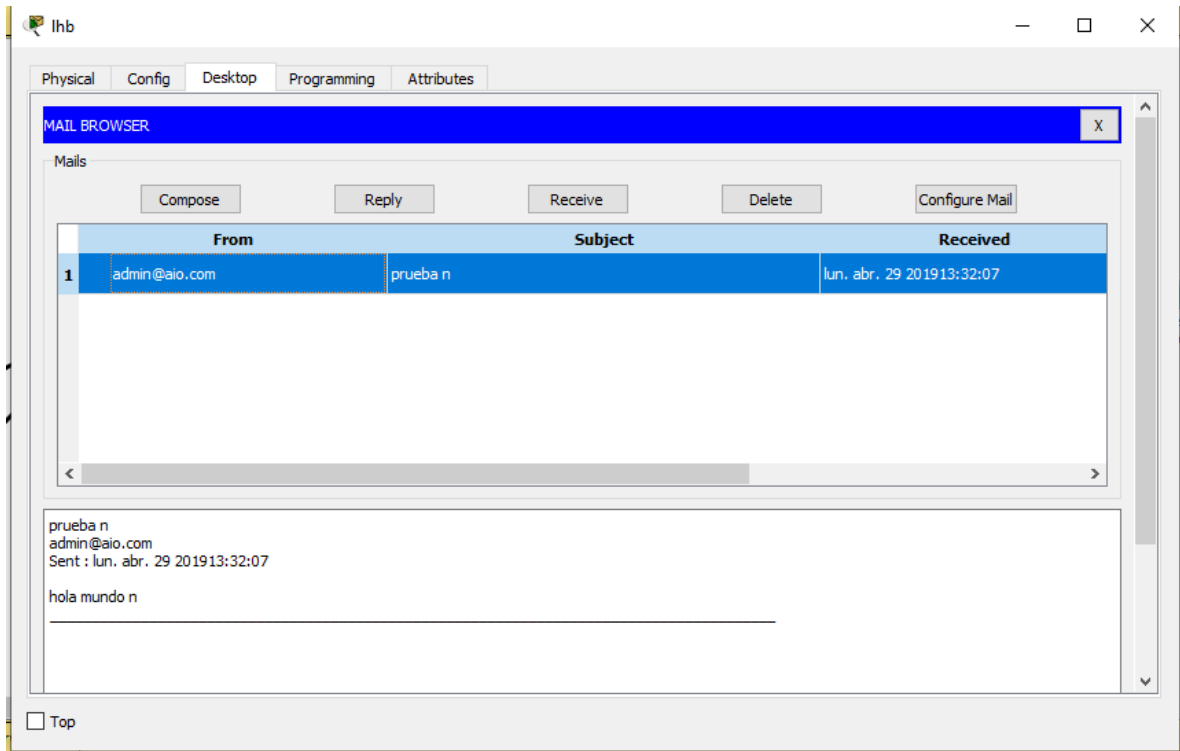 lhb
Physical Config Desktop Programming Attributes
MAIL BROWSER X
Mails
Compose Reply Receive Delete Configure Mail
From Subject Received
1 admin@aio.com prueba n lun. abr. 29 201913:32:07
prueba n
admin@aio.com
Sent : lun. abr. 29 201913:32:07
hola mundo n
Top